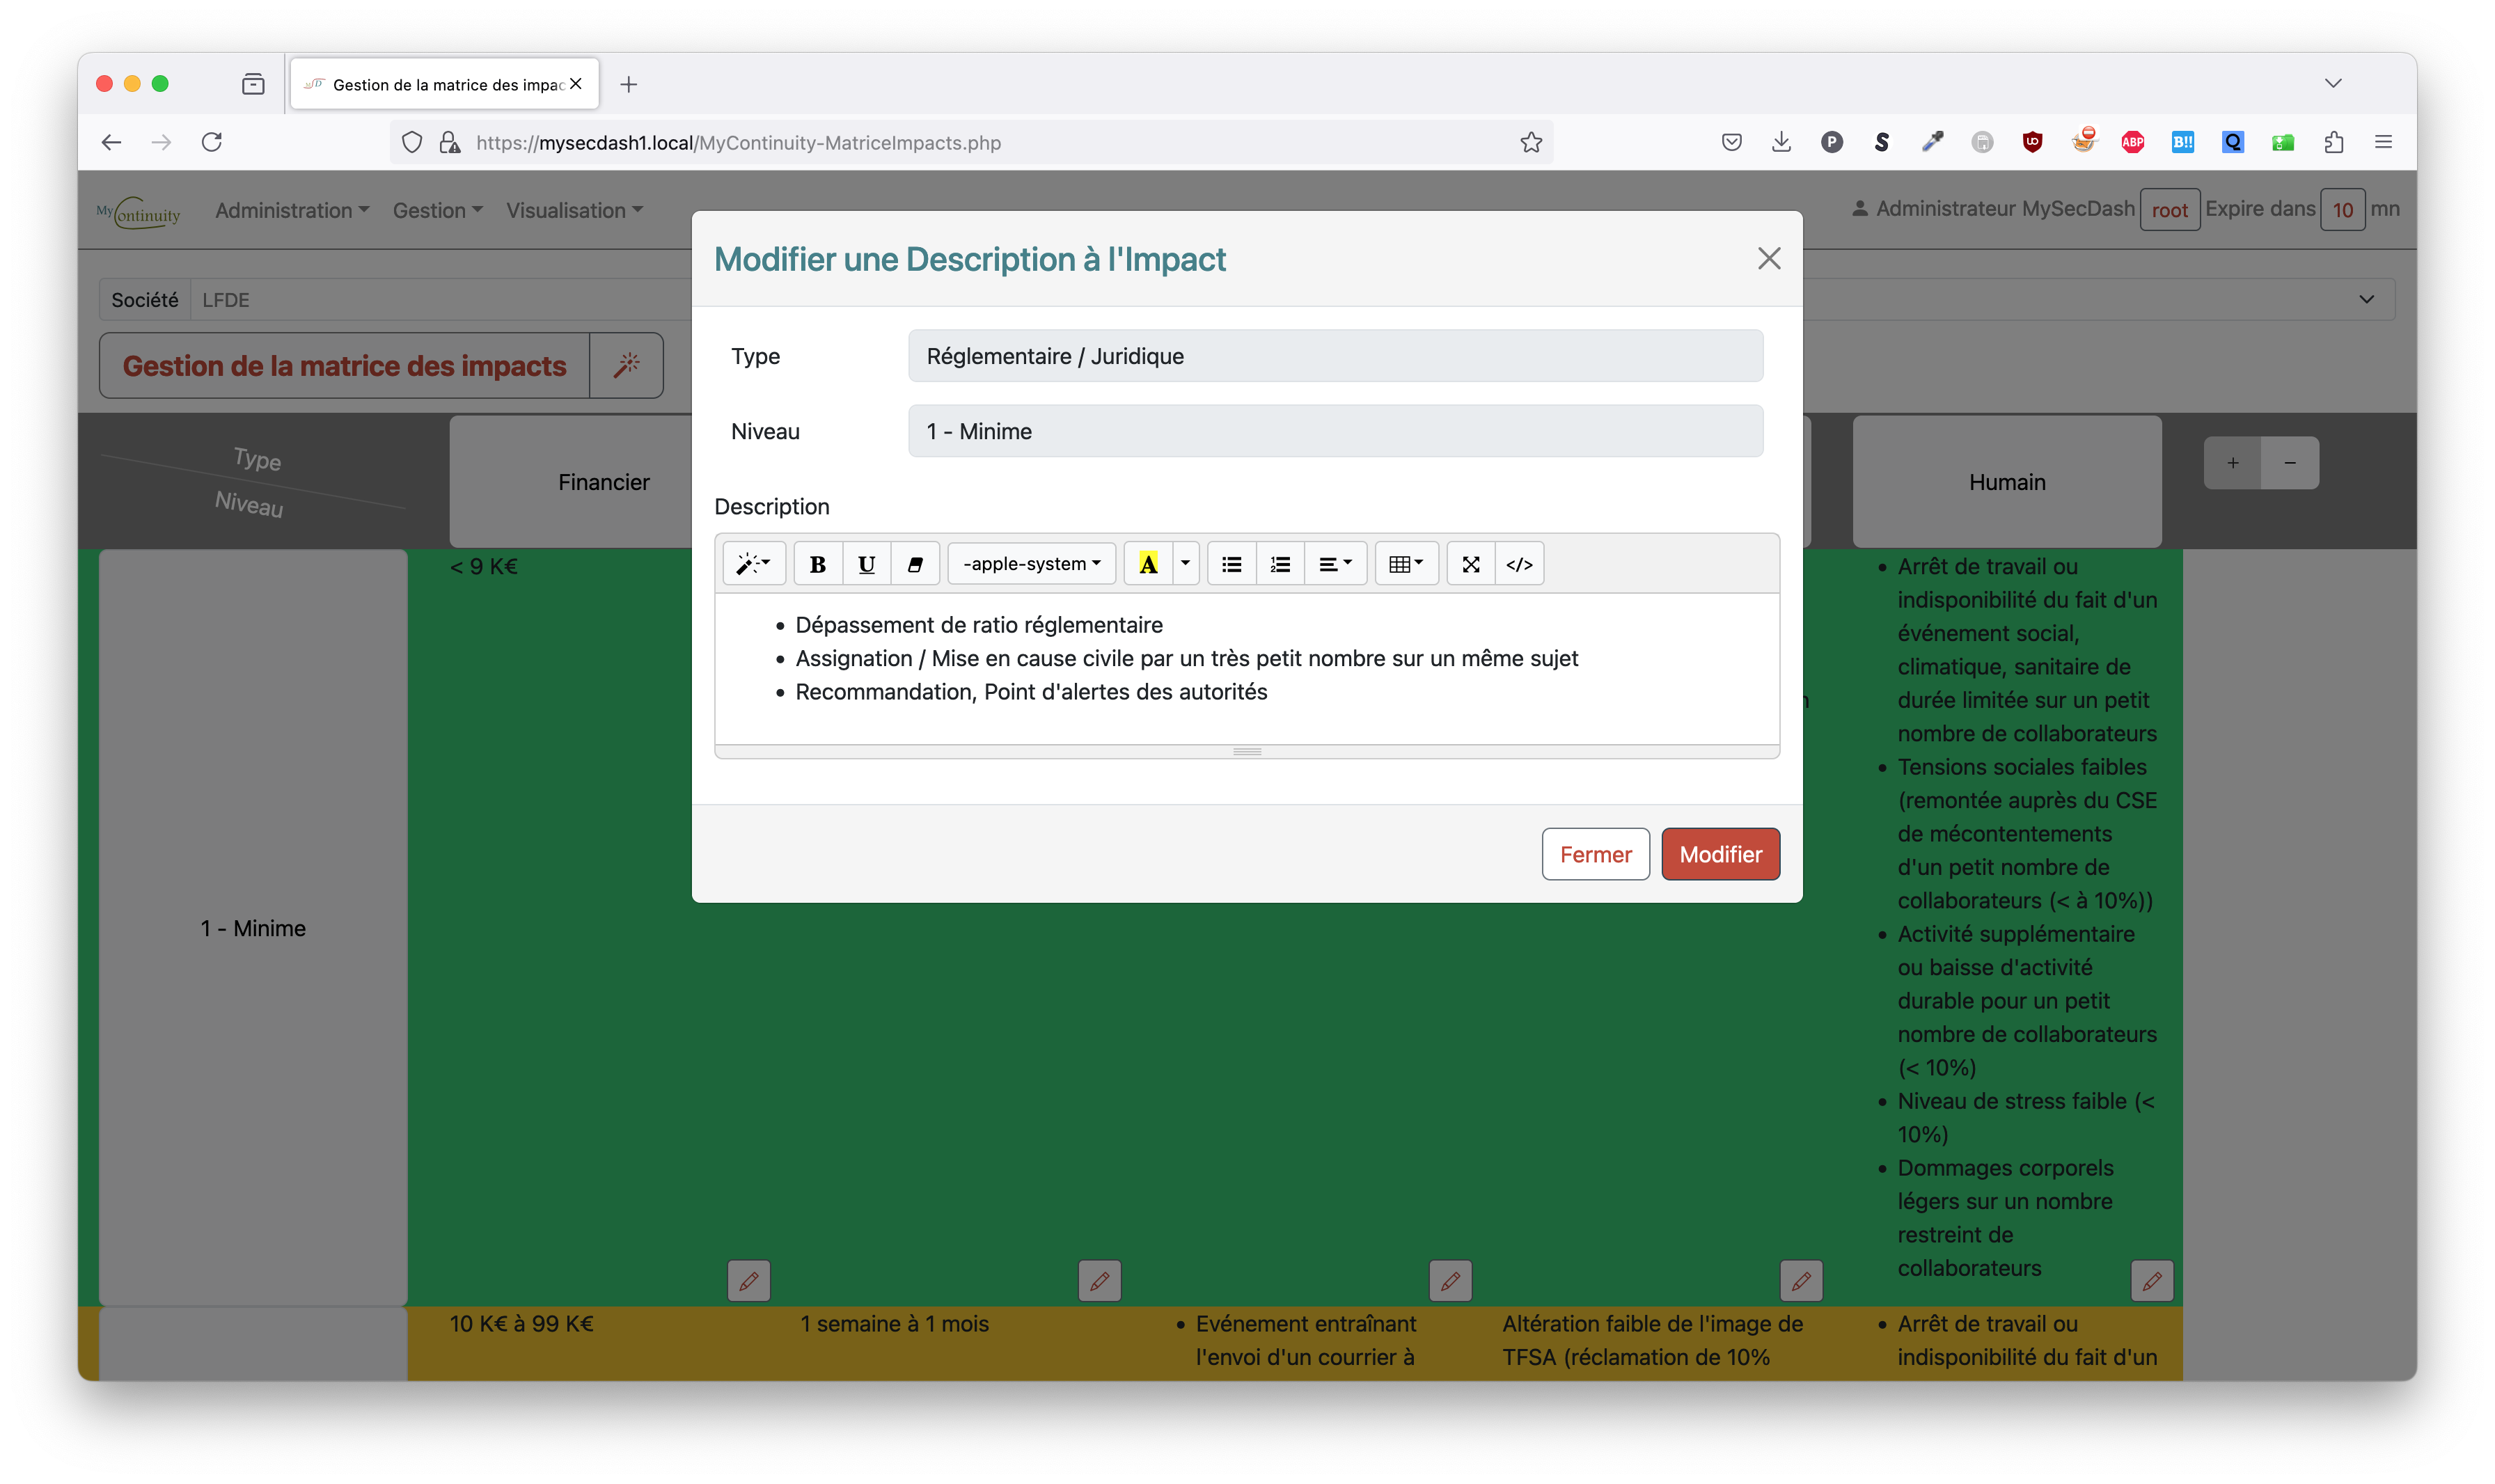 Gestion de la matrice des impac
https://mysecdash1.local/MyContinuity-MatriceImpacts.php
My Continuity
Administration
Gestion
Visualisation
Administrateur MySecDash root Expire dans 10 mn
Société LFDE
Gestion de la matrice des impacts
Modifier une Description à l'Impact
Type
Réglementaire / Juridique
Niveau
1 - Minime
Description
B U -apple-system A </>
Dépassement de ratio réglementaire
Assignation / Mise en cause civile par un très petit nombre sur un même sujet
Recommandation, Point d'alertes des autorités
Fermer
Modifier
Type
Niveau
Financier
Humain
+ −
1 - Minime
< 9 K€
Arrêt de travail ou
indisponibilité du fait d'un
événement social,
climatique, sanitaire de
durée limitée sur un petit
nombre de collaborateurs
Tensions sociales faibles
(remontée auprès du CSE
de mécontentements
d'un petit nombre de
collaborateurs (< à 10%))
Activité supplémentaire
ou baisse d'activité
durable pour un petit
nombre de collaborateurs
(< 10%)
Niveau de stress faible (<
10%)
Dommages corporels
légers sur un nombre
restreint de
collaborateurs
10 K€ à 99 K€
1 semaine à 1 mois
Evénement entraînant
l'envoi d'un courrier à
Altération faible de l'image de
TFSA (réclamation de 10%
Arrêt de travail ou
indisponibilité du fait d'un